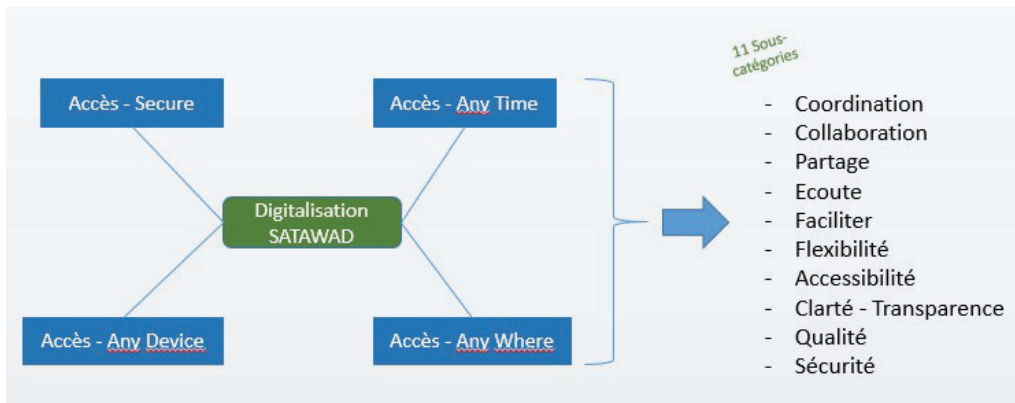 11 Sous-
catégories
Accès - Secure
Accès - Any Time
Digitalisation
SATAWAD
Accès - Any Device
Accès - Any Where
- Coordination
- Collaboration
- Partage
- Ecoute
- Faciliter
- Flexibilité
- Accessibilité
- Clarté - Transparence
- Qualité
- Sécurité